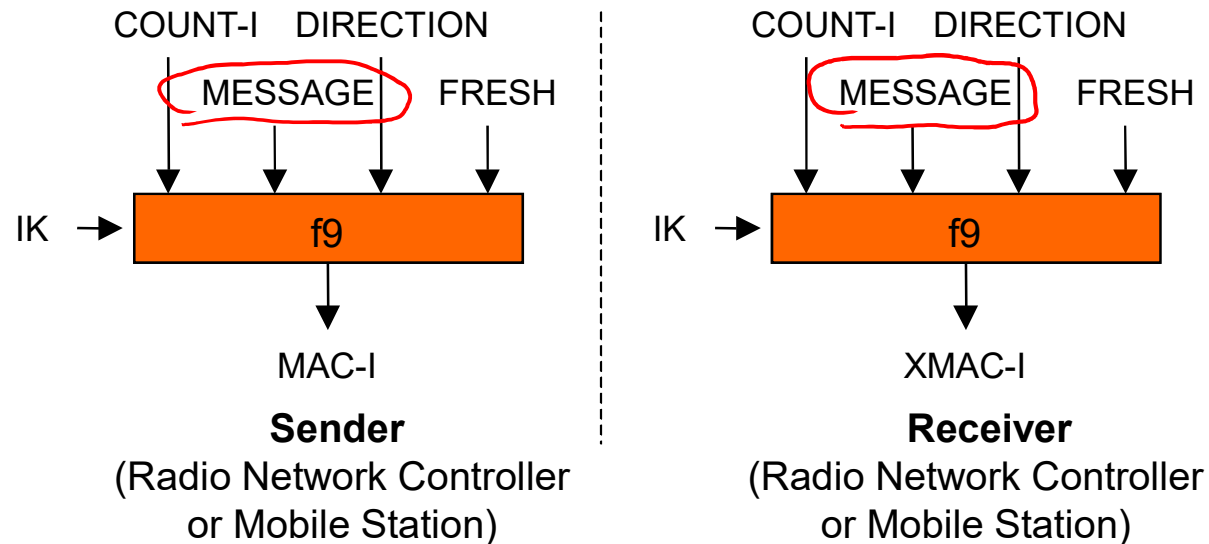 COUNT-I DIRECTION
MESSAGE FRESH
IK f9
MAC-I
Sender
(Radio Network Controller
or Mobile Station)
COUNT-I DIRECTION
MESSAGE FRESH
IK f9
XMAC-I
Receiver
(Radio Network Controller
or Mobile Station)